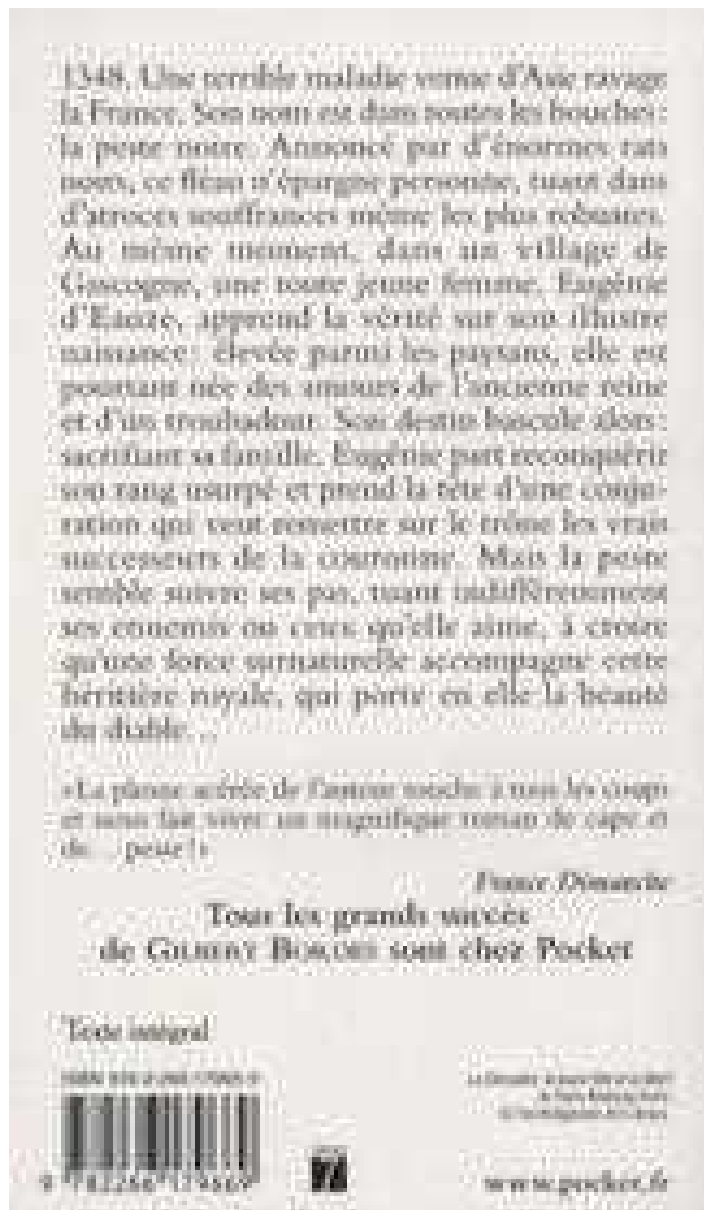 1348. Une terrible maladie venue d'Asie ravage
la France. Son nom est dans toutes les bouches :
la peste noire. Annoncé par d'énormes rats
noirs, ce fléau n'épargne personne, tuant dans
d'atroces souffrances même les plus robustes.
Au même moment, dans un village de
Gascogne, une toute jeune femme, Eugénie
d'Eauze, apprend la vérité sur son illustre
naissance : élevée parmi les paysans, elle est
pourtant née des amours de l'ancienne reine
et d'un troubadour. Son destin bascule alors :
sacrifiant sa famille, Eugénie part reconquérir
son rang usurpé et prend la tête d'une conju-
ration qui veut remettre sur le trône les vrais
successeurs de la couronne. Mais la peste
semble suivre ses pas, tuant indifféremment
ses ennemis ou ceux qu'elle aime, à croire
qu'une force surnaturelle accompagne cette
héritière royale, qui porte en elle la beauté
du diable...
«La plume acérée de l'auteur touche à tous les coups
et nous fait vivre un magnifique roman de cape et
de... peste !»
France Dimanche
Tous les grands succès
de GILBERT BORDES sont chez Pocket
Texte intégral
9 782266 179669
www.pocket.fr